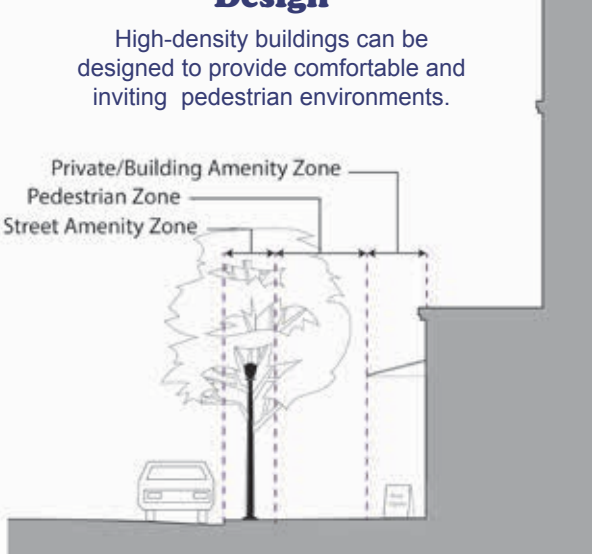 Design
High-density buildings can be
designed to provide comfortable and
inviting pedestrian environments.
Private/Building Amenity Zone
Pedestrian Zone
Street Amenity Zone